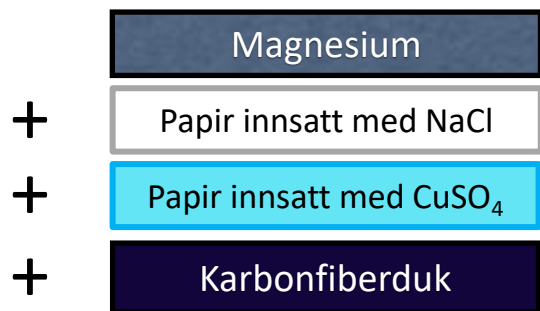 Magnesium
+ Papir innsatt med NaCl
+ Papir innsatt med CuSO₄
+ Karbonfiberduk